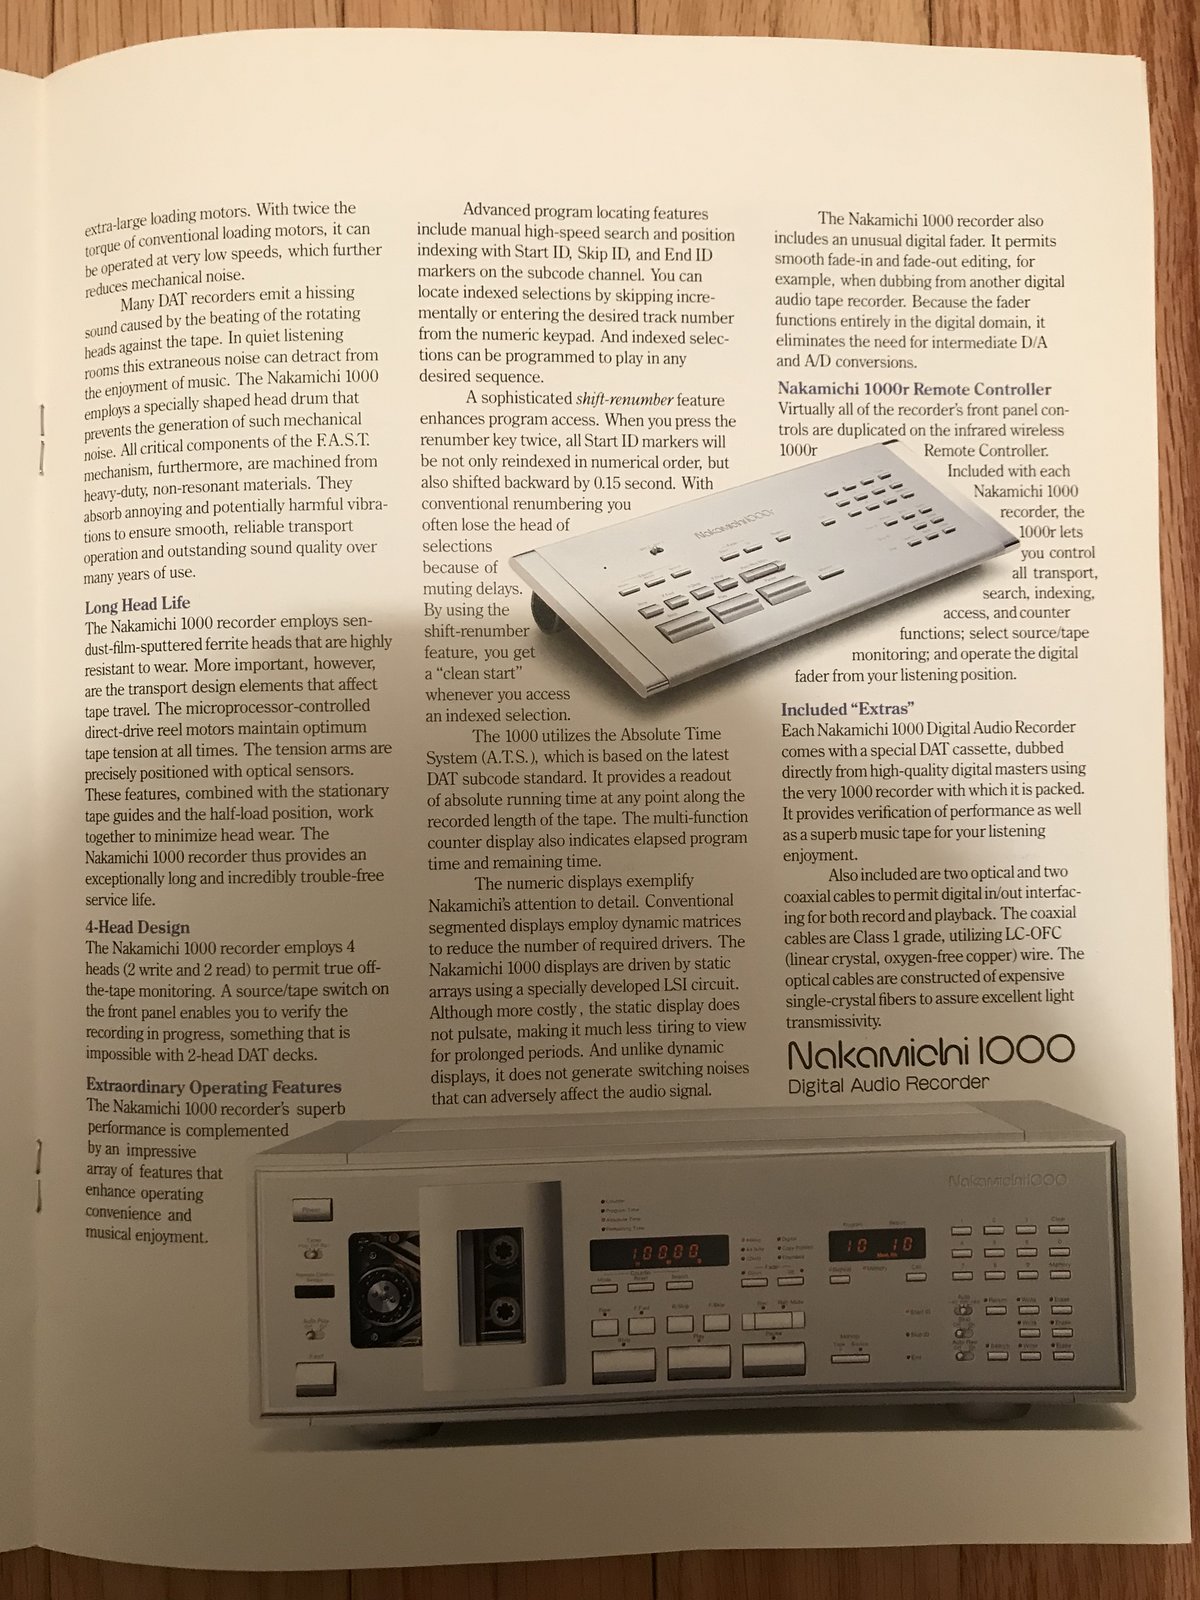 extra-large loading motors. With twice the
torque of conventional loading motors, it can
be operated at very low speeds, which further
reduces mechanical noise.
Many DAT recorders emit a hissing
sound caused by the beating of the rotating
heads against the tape. In quiet listening
rooms this extraneous noise can detract from
the enjoyment of music. The Nakamichi 1000
employs a specially shaped head drum that
prevents the generation of such mechanical
noise. All critical components of the F.A.S.T.
mechanism, furthermore, are machined from
heavy-duty, non-resonant materials. They
absorb annoying and potentially harmful vibra-
tions to ensure smooth, reliable transport
operation and outstanding sound quality over
many years of use.
Long Head Life
The Nakamichi 1000 recorder employs sen-
dust-film-sputtered ferrite heads that are highly
resistant to wear. More important, however,
are the transport design elements that affect
tape travel. The microprocessor-controlled
direct-drive reel motors maintain optimum
tape tension at all times. The tension arms are
precisely positioned with optical sensors.
These features, combined with the stationary
tape guides and the half-load position, work
together to minimize head wear. The
Nakamichi 1000 recorder thus provides an
exceptionally long and incredibly trouble-free
service life.
4-Head Design
The Nakamichi 1000 recorder employs 4
heads (2 write and 2 read) to permit true off-
the-tape monitoring. A source/tape switch on
the front panel enables you to verify the
recording in progress, something that is
impossible with 2-head DAT decks.
Extraordinary Operating Features
The Nakamichi 1000 recorder's superb
performance is complemented
by an impressive
array of features that
enhance operating
convenience and
musical enjoyment.
Advanced program locating features
include manual high-speed search and position
indexing with Start ID, Skip ID, and End ID
markers on the subcode channel. You can
locate indexed selections by skipping incre-
mentally or entering the desired track number
from the numeric keypad. And indexed selec-
tions can be programmed to play in any
desired sequence.
A sophisticated shift-renumber feature
enhances program access. When you press the
renumber key twice, all Start ID markers will
be not only reindexed in numerical order, but
also shifted backward by 0.15 second. With
conventional renumbering you
often lose the head of
selections
because of
muting delays.
By using the
shift-renumber
feature, you get
a “clean start”
whenever you access
an indexed selection.
The 1000 utilizes the Absolute Time
System (A.T.S.), which is based on the latest
DAT subcode standard. It provides a readout
of absolute running time at any point along the
recorded length of the tape. The multi-function
counter display also indicates elapsed program
time and remaining time.
The numeric displays exemplify
Nakamichi's attention to detail. Conventional
segmented displays employ dynamic matrices
to reduce the number of required drivers. The
Nakamichi 1000 displays are driven by static
arrays using a specially developed LSI circuit.
Although more costly, the static display does
not pulsate, making it much less tiring to view
for prolonged periods. And unlike dynamic
displays, it does not generate switching noises
that can adversely affect the audio signal.
The Nakamichi 1000 recorder also
includes an unusual digital fader. It permits
smooth fade-in and fade-out editing, for
example, when dubbing from another digital
audio tape recorder. Because the fader
functions entirely in the digital domain, it
eliminates the need for intermediate D/A
and A/D conversions.
Nakamichi 1000r Remote Controller
Virtually all of the recorder's front panel con-
trols are duplicated on the infrared wireless
1000r Remote Controller.
Included with each
Nakamichi 1000
recorder, the
1000r lets
you control
all transport,
search, indexing,
access, and counter
functions; select source/tape
monitoring; and operate the digital
fader from your listening position.
Nakamichi 1000r
Included “Extras”
Each Nakamichi 1000 Digital Audio Recorder
comes with a special DAT cassette, dubbed
directly from high-quality digital masters using
the very 1000 recorder with which it is packed.
It provides verification of performance as well
as a superb music tape for your listening
enjoyment.
Also included are two optical and two
coaxial cables to permit digital in/out interfac-
ing for both record and playback. The coaxial
cables are Class 1 grade, utilizing LC-OFC
(linear crystal, oxygen-free copper) wire. The
optical cables are constructed of expensive
single-crystal fibers to assure excellent light
transmissivity.
Nakamichi 1000
Digital Audio Recorder
Nakamichi 1000
Power
Counter
Program Time
Absolute Time
Remaining Time
10000
Program
10 10
Clear
Memory
Mode
Reset
Search
Fader
Call
Auto Play
Play
Pause
Start ID
Skip ID
End
Monitor
Tape Source